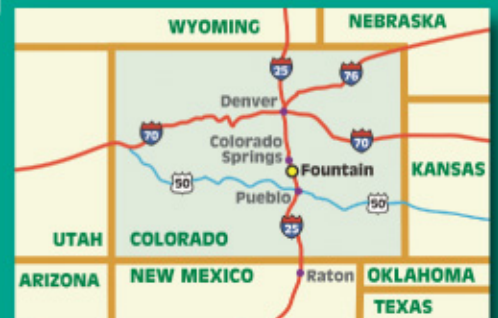 WYOMING
NEBRASKA
25
76
Denver
70
70
Colorado
Springs
Fountain
KANSAS
50
Pueblo
50
25
UTAH
COLORADO
ARIZONA
NEW MEXICO
Raton
OKLAHOMA
TEXAS